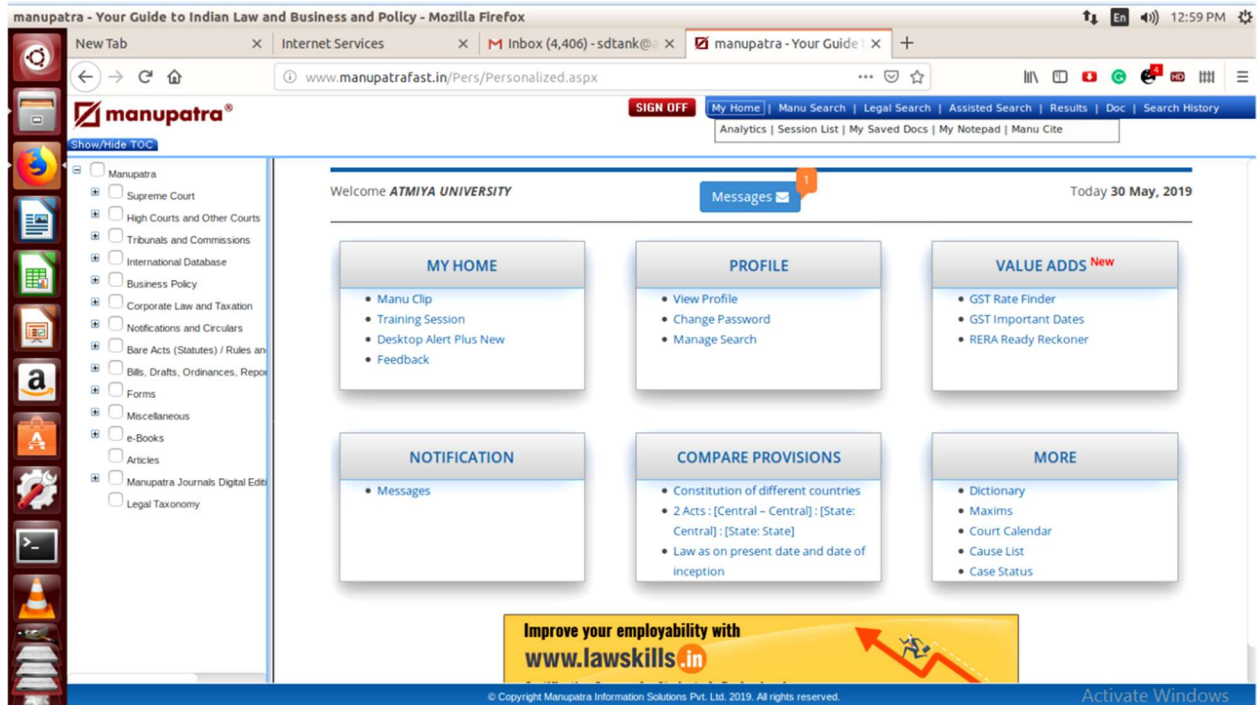 manupatra - Your Guide to Indian Law and Business and Policy - Mozilla Firefox
En 12:59 PM
New Tab
Internet Services
Inbox (4,406) - sdtank@a
manupatra - Your Guide t
www.manupatrafast.in/Pers/Personalized.aspx
manupatra®
SIGN OFF
My Home | Manu Search | Legal Search | Assisted Search | Results | Doc | Search History
Analytics | Session List | My Saved Docs | My Notepad | Manu Cite
Show/Hide TOC
Manupatra
Supreme Court
High Courts and Other Courts
Tribunals and Commissions
International Database
Business Policy
Corporate Law and Taxation
Notifications and Circulars
Bare Acts (Statutes) / Rules an
Bills, Drafts, Ordinances, Repor
Forms
Miscellaneous
e-Books
Articles
Manupatra Journals Digital Editi
Legal Taxonomy
Welcome ATMIYA UNIVERSITY
Messages
1
Today 30 May, 2019
MY HOME
• Manu Clip
• Training Session
• Desktop Alert Plus New
• Feedback
PROFILE
• View Profile
• Change Password
• Manage Search
VALUE ADDS New
• GST Rate Finder
• GST Important Dates
• RERA Ready Reckoner
NOTIFICATION
• Messages
COMPARE PROVISIONS
• Constitution of different countries
• 2 Acts : [Central – Central] : [State:
Central] : [State: State]
• Law as on present date and date of
inception
MORE
• Dictionary
• Maxims
• Court Calendar
• Cause List
• Case Status
Improve your employability with
www.lawskills.in
© Copyright Manupatra Information Solutions Pvt. Ltd. 2019. All rights reserved.
Activate Windows